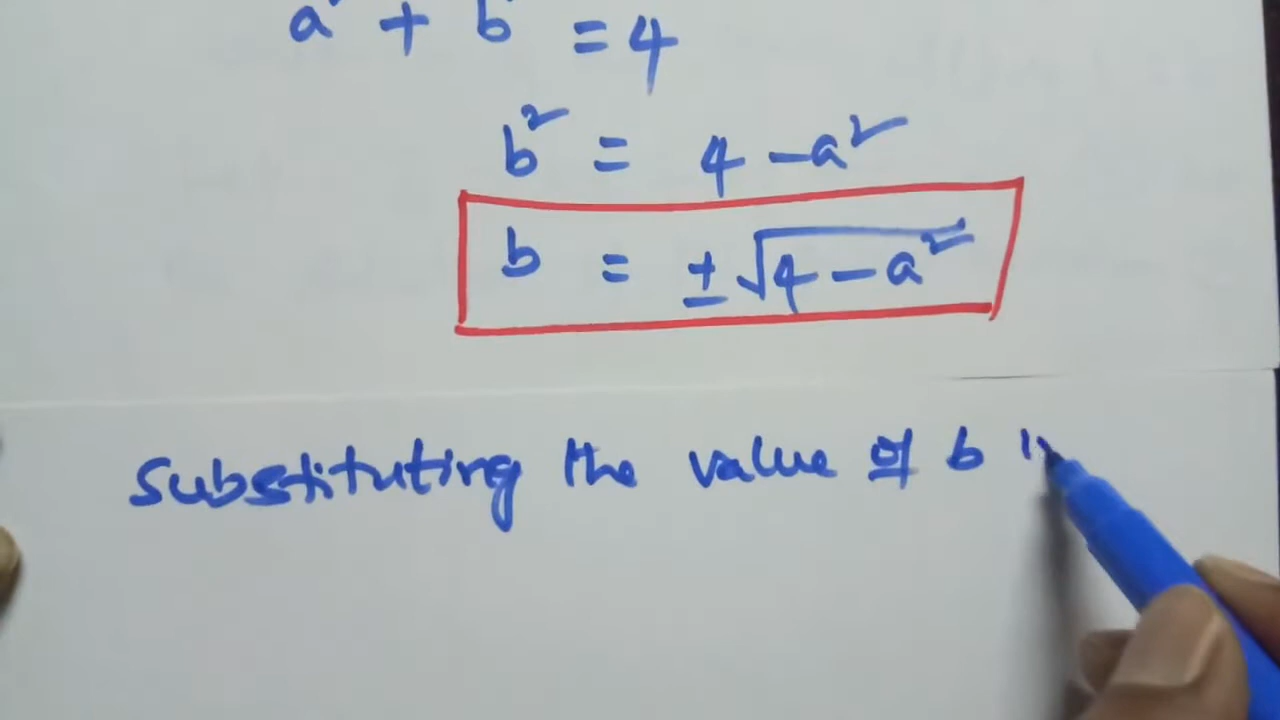 a² + b² = 4
b² = 4 - a²
b = ± √4 - a²
Substituting the value of b